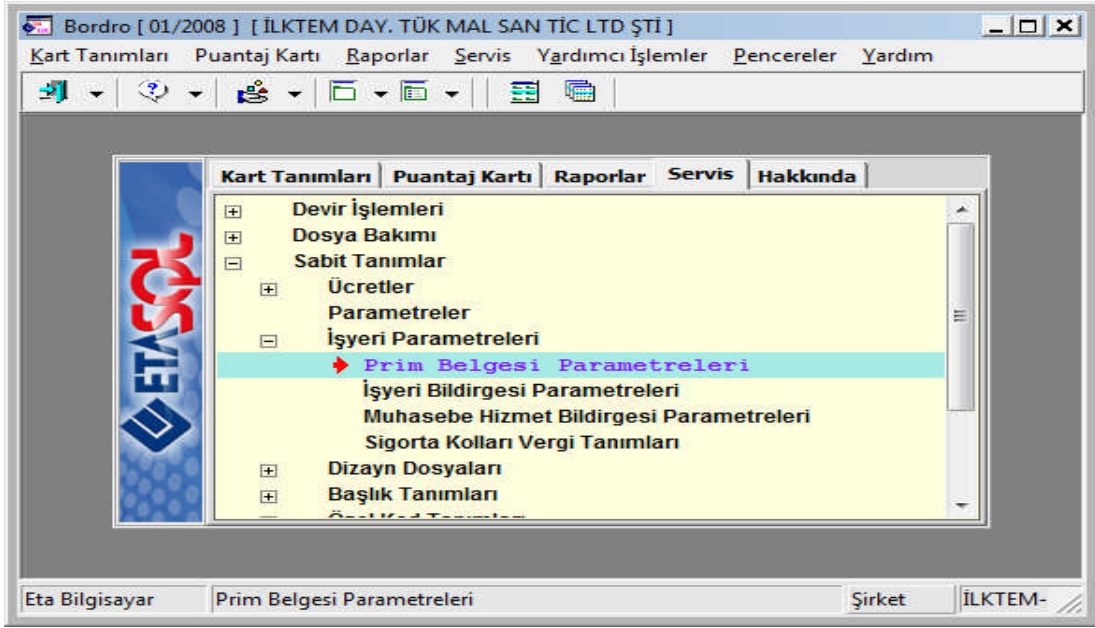 Bordro [ 01/2008 ] [ İLKTEM DAY. TÜK MAL SAN TİC LTD ŞTİ ]
Kart Tanımları Puantaj Kartı Raporlar Servis Yardımcı İşlemler Pencereler Yardım
Kart Tanımları Puantaj Kartı Raporlar Servis Hakkında
Devir İşlemleri
Dosya Bakımı
Sabit Tanımlar
Ücretler
Parametreler
İşyeri Parametreleri
Prim Belgesi Parametreleri
İşyeri Bildirgesi Parametreleri
Muhasebe Hizmet Bildirgesi Parametreleri
Sigorta Kolları Vergi Tanımları
Dizayn Dosyaları
Başlık Tanımları
Özel Kod Tanımları
ETASQL
Eta Bilgisayar Prim Belgesi Parametreleri Şirket İLKTEM-